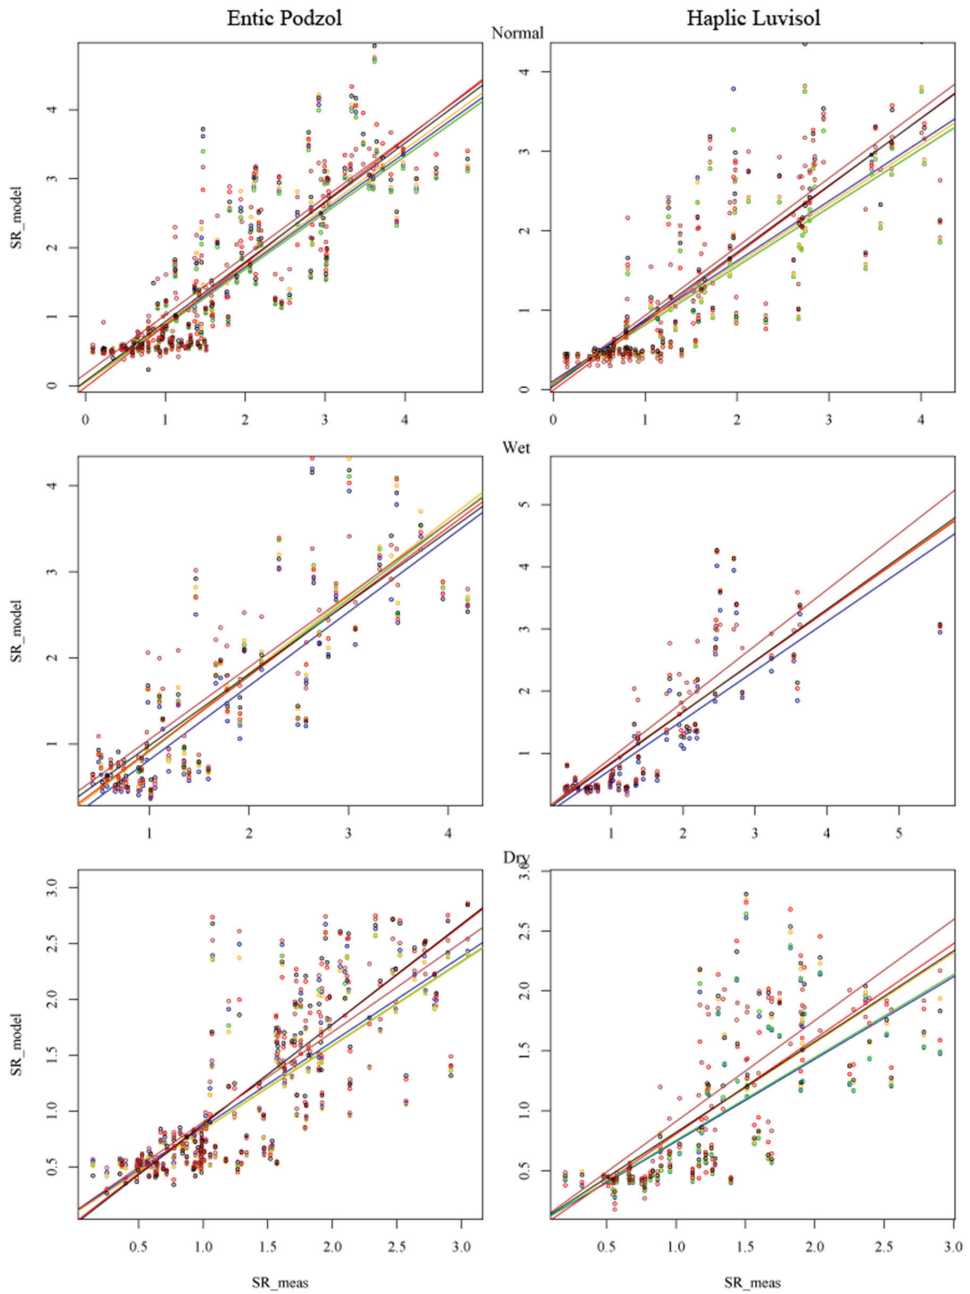 Entic Podzol
Haplic Luvisol
Normal
SR_model
4
3
2
1
0
0 1 2 3 4
4
3
2
1
0
0 1 2 3 4
Wet
SR_model
4
3
2
1
1 2 3 4
5
4
3
2
1
1 2 3 4 5
Dry
SR_model
3.0
2.5
2.0
1.5
1.0
0.5
0.5 1.0 1.5 2.0 2.5 3.0
SR_meas
3.0
2.5
2.0
1.5
1.0
0.5
0.5 1.0 1.5 2.0 2.5 3.0
SR_meas